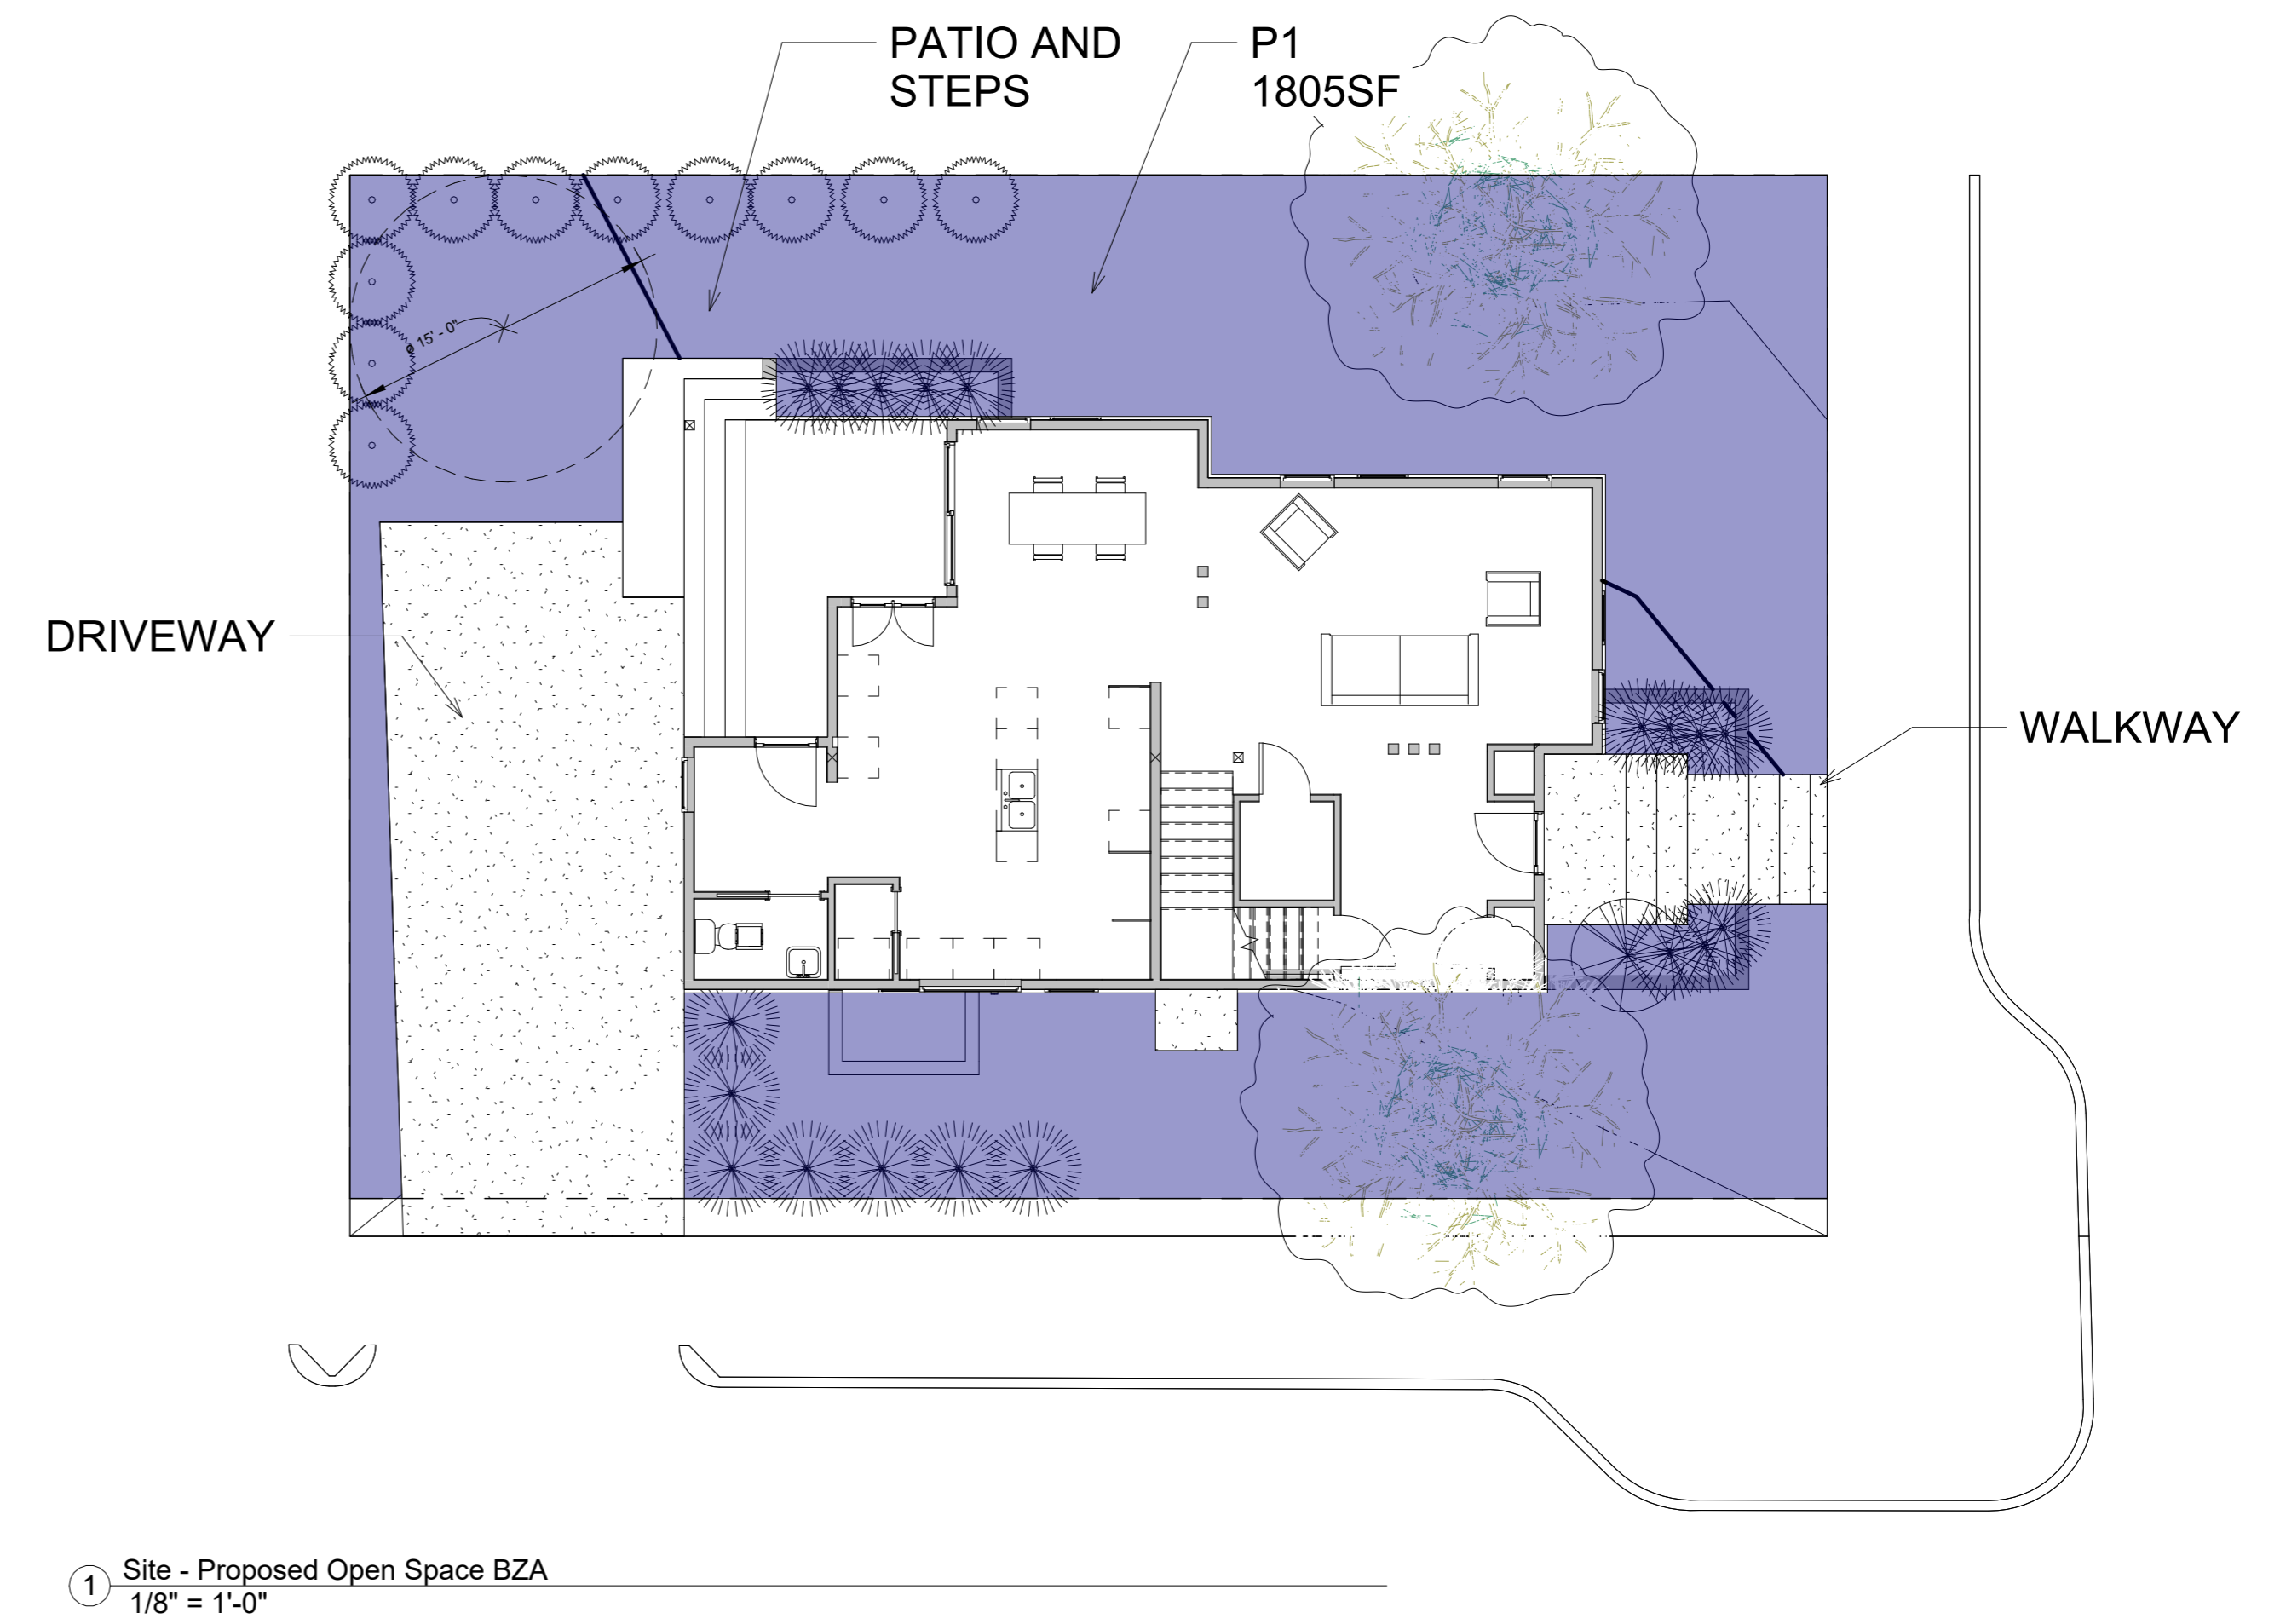 PATIO AND
STEPS
P1
1805SF
ø 15' - 0"
DRIVEWAY
WALKWAY
1
Site - Proposed Open Space BZA
1/8" = 1'-0"